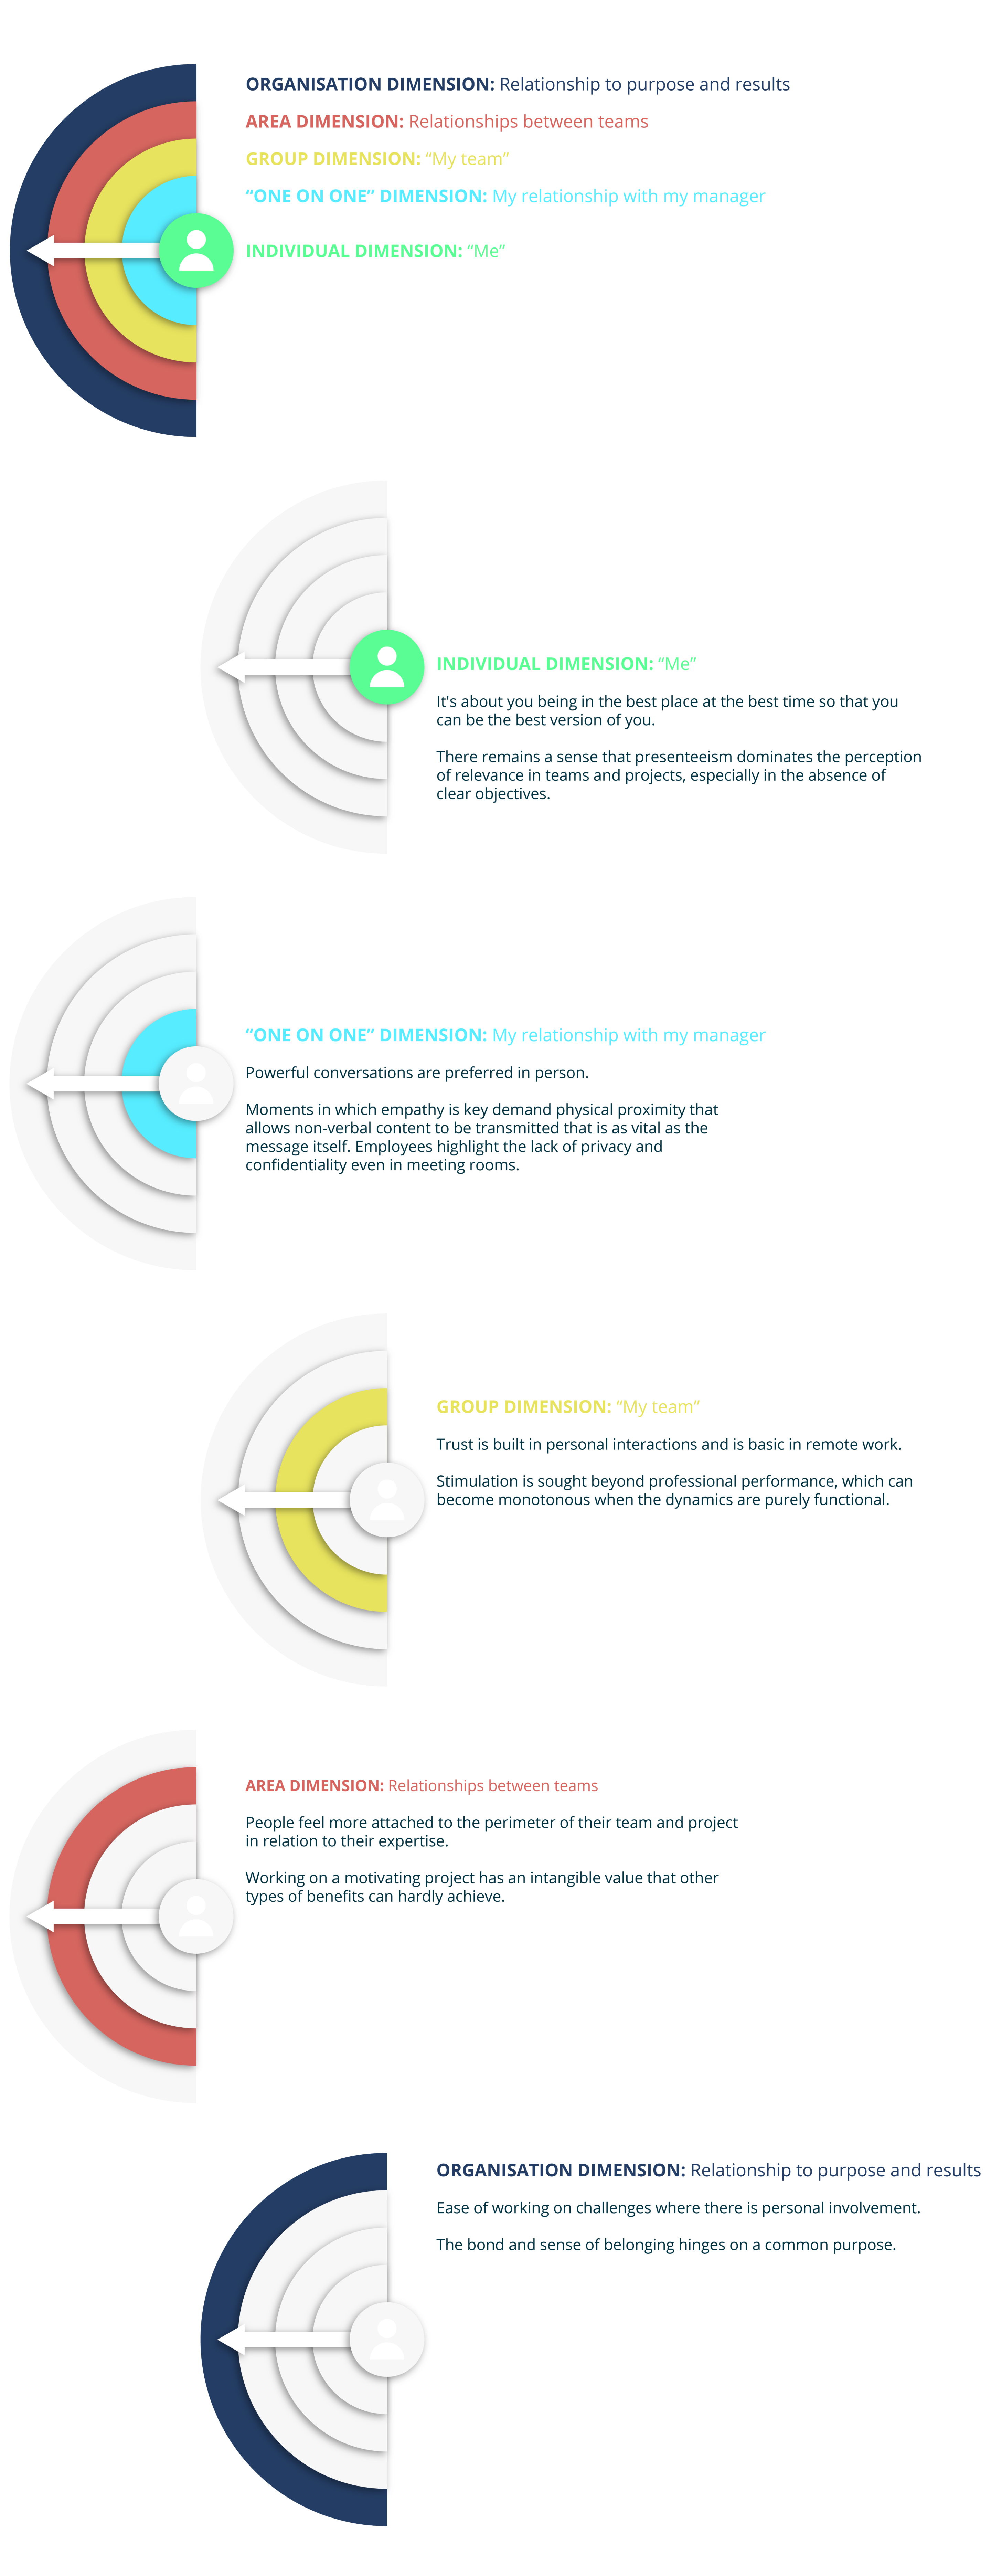 ORGANISATION DIMENSION: Relationship to purpose and results
AREA DIMENSION: Relationships between teams
GROUP DIMENSION: “My team”
“ONE ON ONE” DIMENSION: My relationship with my manager
INDIVIDUAL DIMENSION: “Me”
INDIVIDUAL DIMENSION: “Me”
It's about you being in the best place at the best time so that you
can be the best version of you.
There remains a sense that presenteeism dominates the perception
of relevance in teams and projects, especially in the absence of
clear objectives.
“ONE ON ONE” DIMENSION: My relationship with my manager
Powerful conversations are preferred in person.
Moments in which empathy is key demand physical proximity that
allows non-verbal content to be transmitted that is as vital as the
message itself. Employees highlight the lack of privacy and
confidentiality even in meeting rooms.
GROUP DIMENSION: “My team”
Trust is built in personal interactions and is basic in remote work.
Stimulation is sought beyond professional performance, which can
become monotonous when the dynamics are purely functional.
AREA DIMENSION: Relationships between teams
People feel more attached to the perimeter of their team and project
in relation to their expertise.
Working on a motivating project has an intangible value that other
types of benefits can hardly achieve.
ORGANISATION DIMENSION: Relationship to purpose and results
Ease of working on challenges where there is personal involvement.
The bond and sense of belonging hinges on a common purpose.